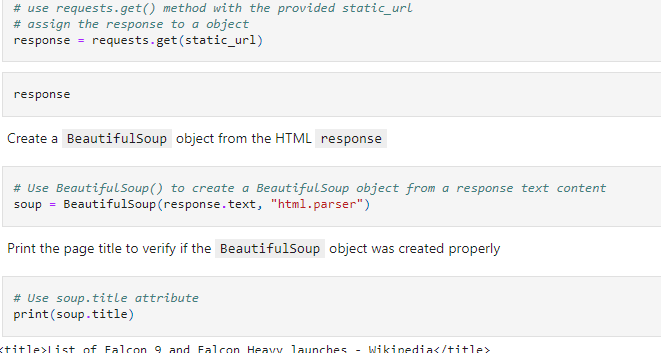 # use requests.get() method with the provided static_url
# assign the response to a object
response = requests.get(static_url)
response
Create a BeautifulSoup object from the HTML response
# Use BeautifulSoup() to create a BeautifulSoup object from a response text content
soup = BeautifulSoup(response.text, "html.parser")
Print the page title to verify if the BeautifulSoup object was created properly
# Use soup.title attribute
print(soup.title)
<title>List of Falcon 9 and Falcon Heavy launches - Wikipedia</title>